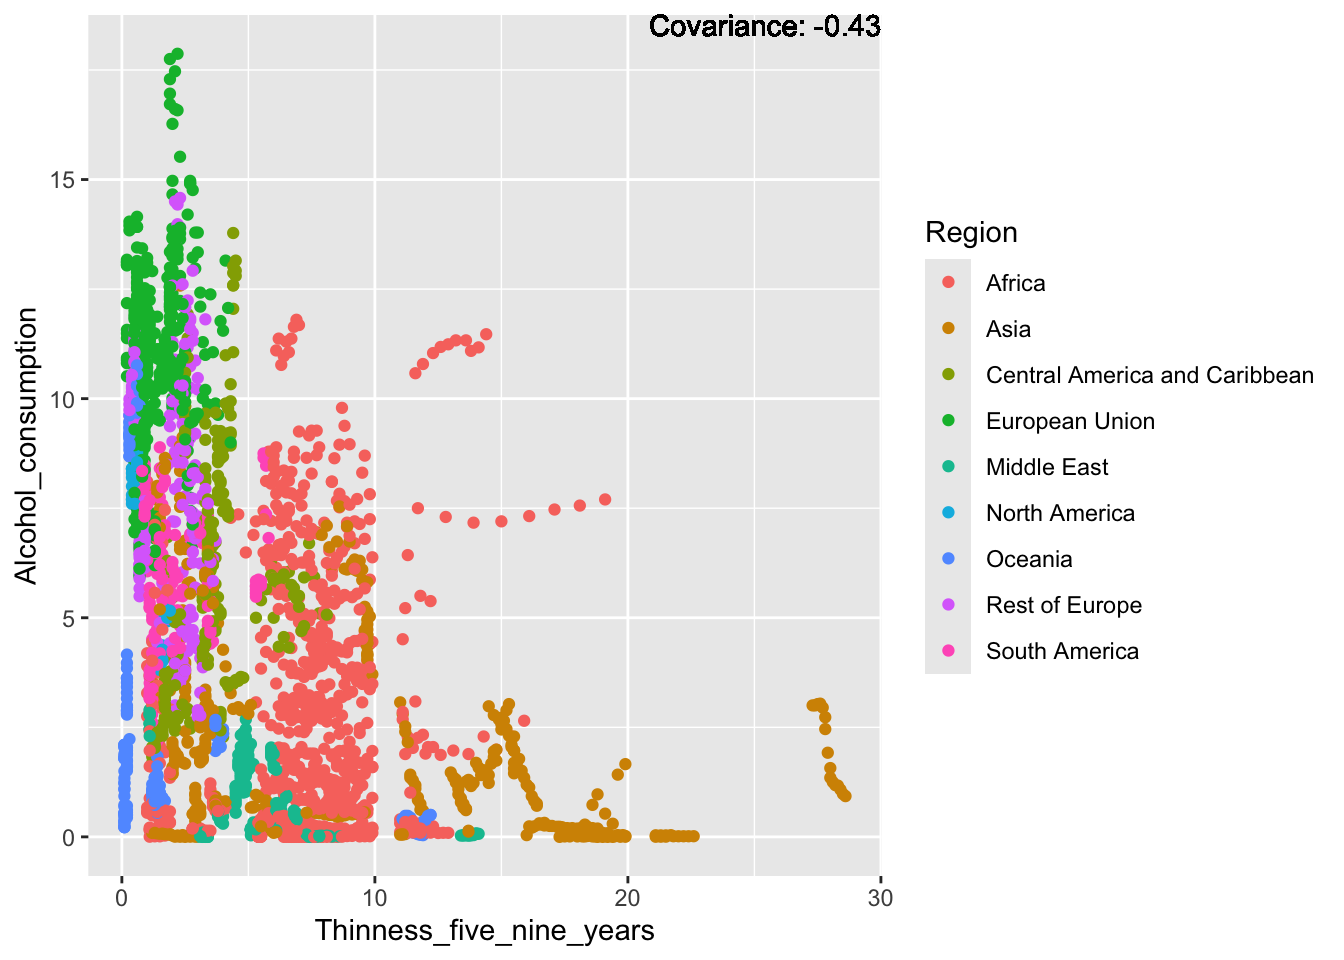 Covariance: -0.43
15
10
5
0
0
10
20
30
Alcohol_consumption
Thinness_five_nine_years
Region
Africa
Asia
Central America and Caribbean
European Union
Middle East
North America
Oceania
Rest of Europe
South America